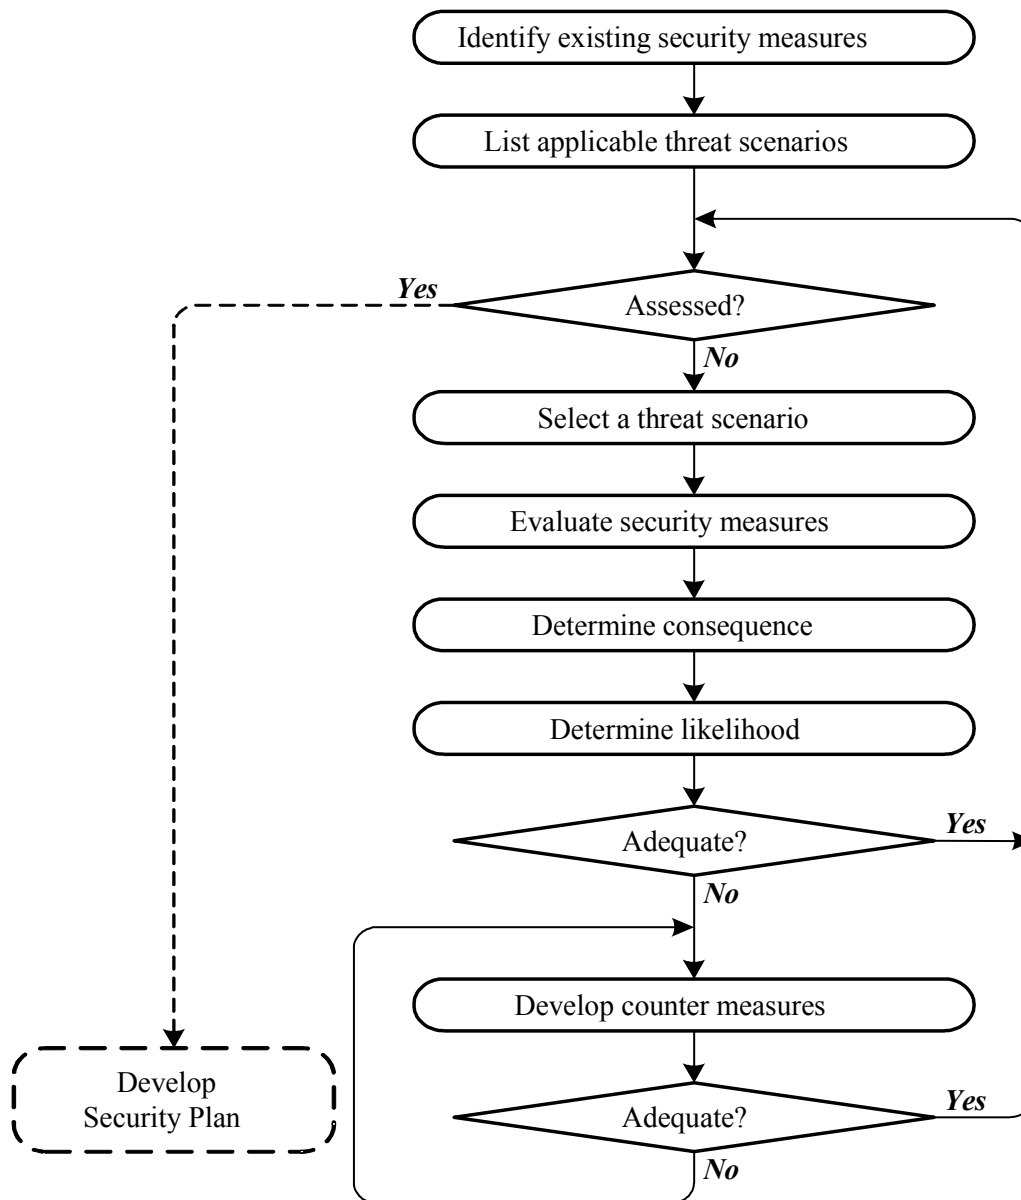 Identify existing security measures
List applicable threat scenarios
Yes
Assessed?
No
Select a threat scenario
Evaluate security measures
Determine consequence
Determine likelihood
Adequate?
Yes
No
Develop counter measures
Develop
Security Plan
Adequate?
Yes
No